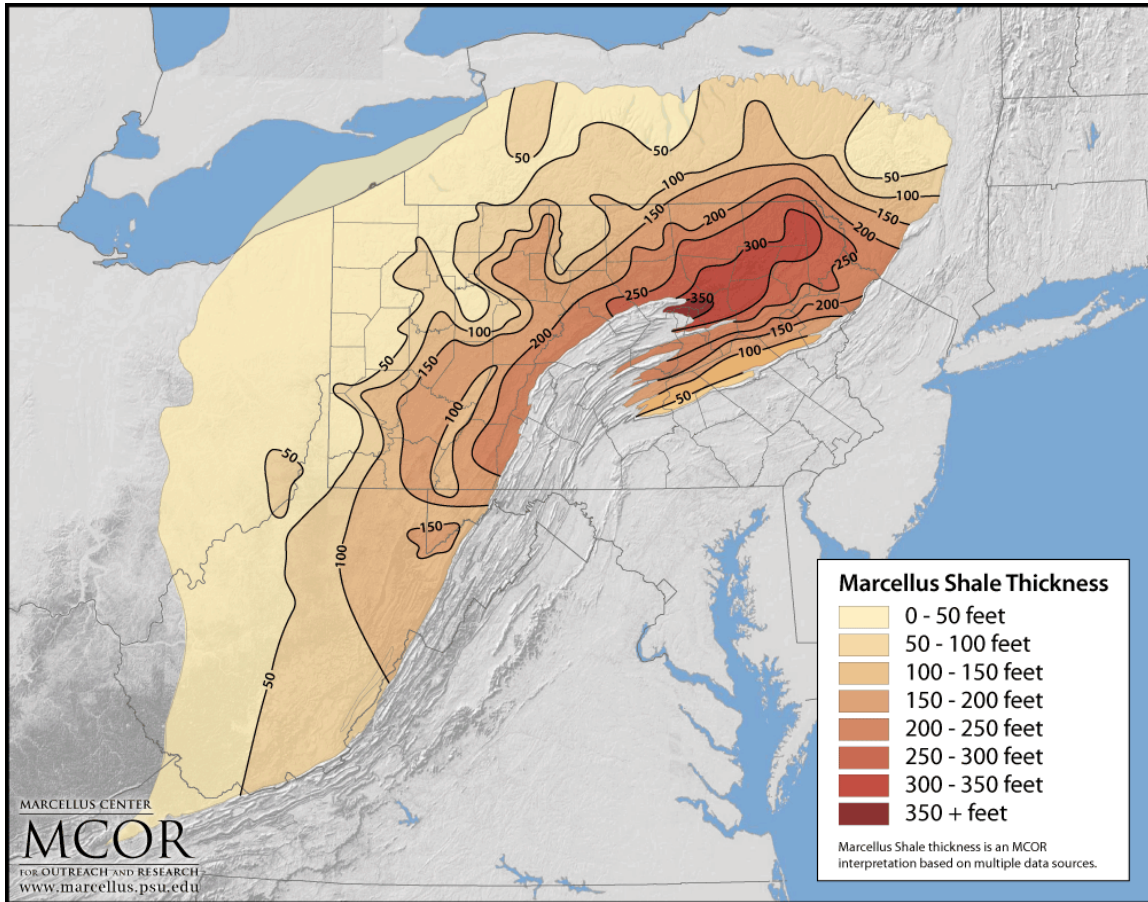 50
50
50
100
100
150
150
200
200
300
250
250
-350
200
100
200
150
50
150
100
100
50
50
-150
100
50
Marcellus Shale Thickness
0 - 50 feet
50 - 100 feet
100 - 150 feet
150 - 200 feet
200 - 250 feet
250 - 300 feet
300 - 350 feet
350 + feet
Marcellus Shale thickness is an MCOR
interpretation based on multiple data sources.
MARCELLUS CENTER
MCOR
FOR OUTREACH AND RESEARCH
www.marcellus.psu.edu